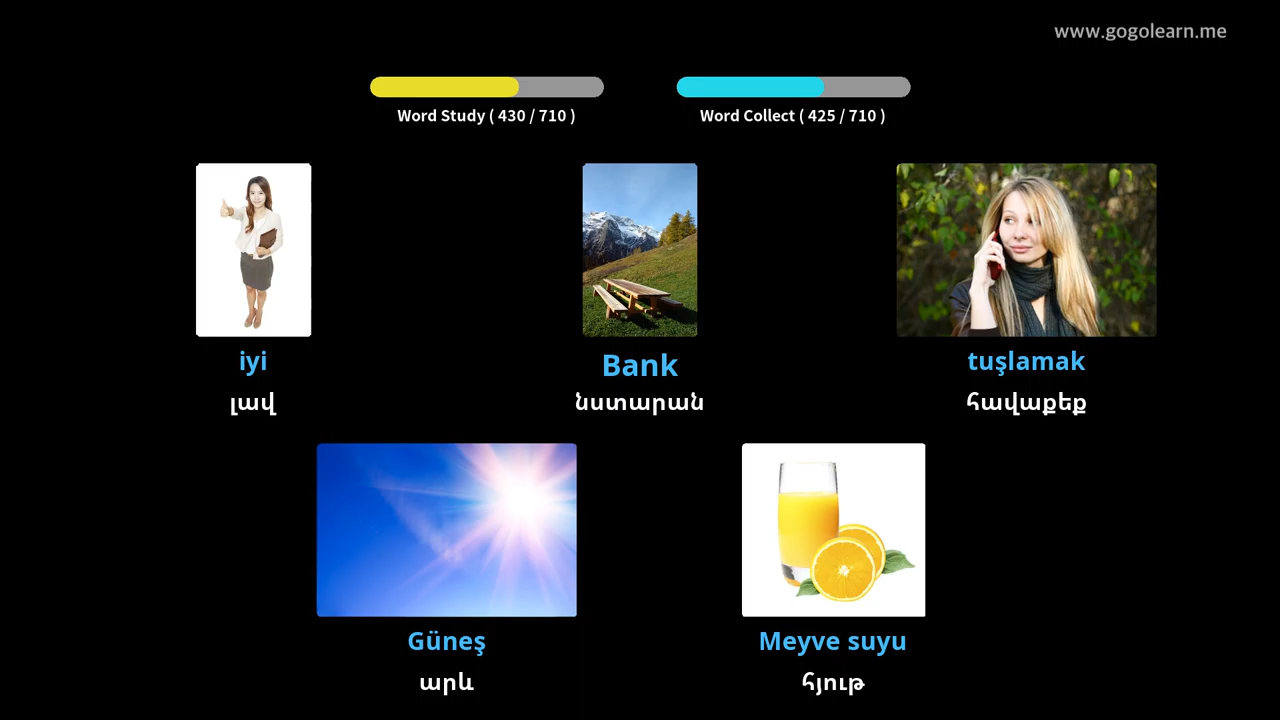 www.gogolearn.me
Word Study ( 430 / 710 )
Word Collect ( 425 / 710 )
iyi
Bank
tuşlamak
լավ
նստարան
հավաքեք
Güneş
Meyve suyu
արև
հյութ